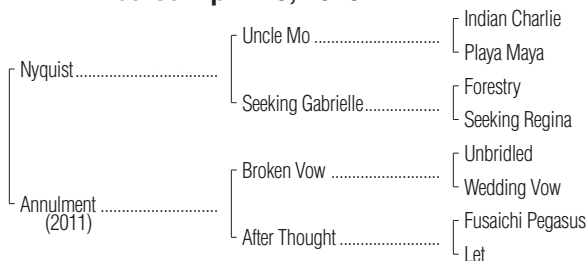 Indian Charlie
Uncle Mo
Playa Maya
Nyquist
Forestry
Seeking Gabrielle
Seeking Regina
Unbridled
Broken Vow
Wedding Vow
Annulment
(2011)
Fusaichi Pegasus
After Thought
Let